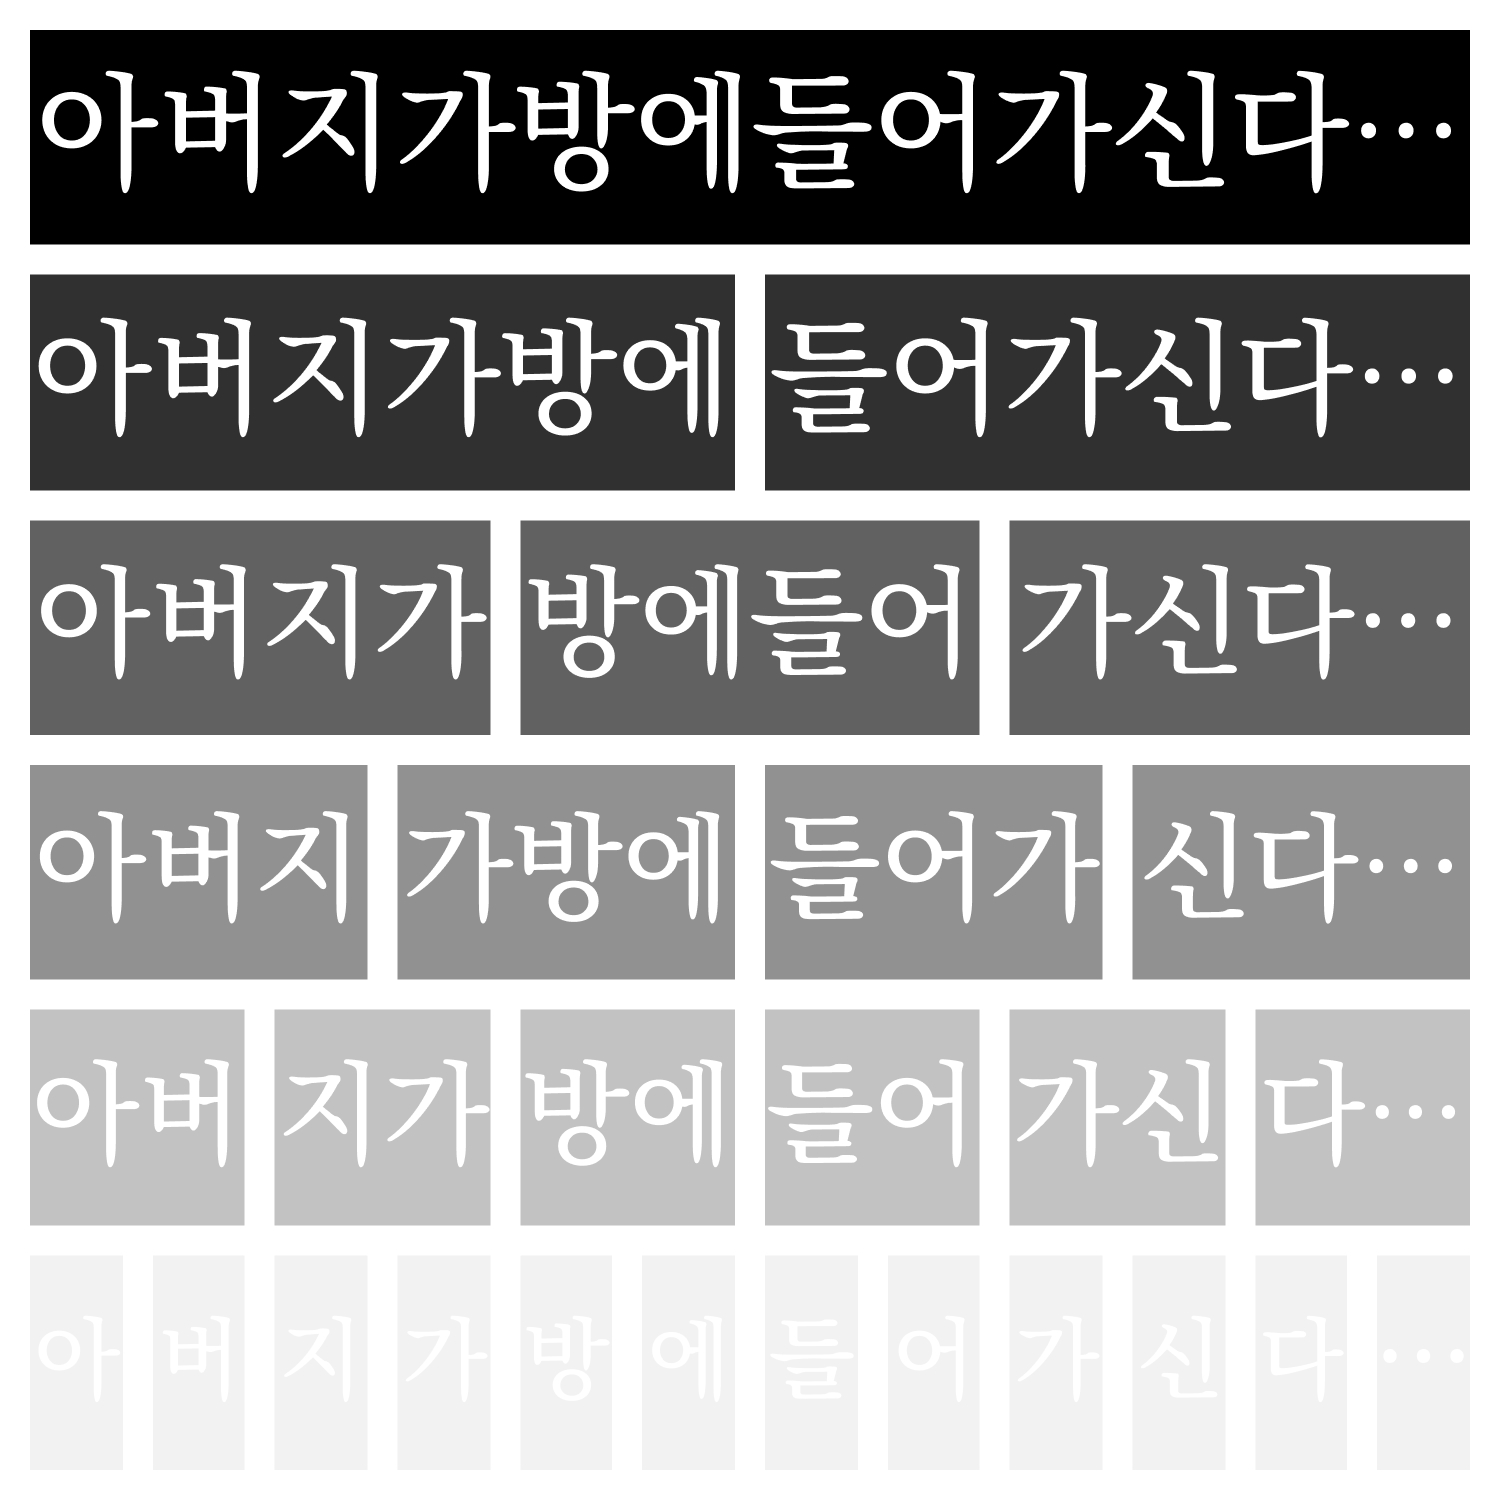 아버지가방에들어가신다…
아버지가방에 들어가신다…
아버지가 방에들어 가신다…
아버지 가방에 들어가 신다…
아버 지가 방에 들어 가신 다…
아 버 지 가 방 에 들 어 가 신 다 …